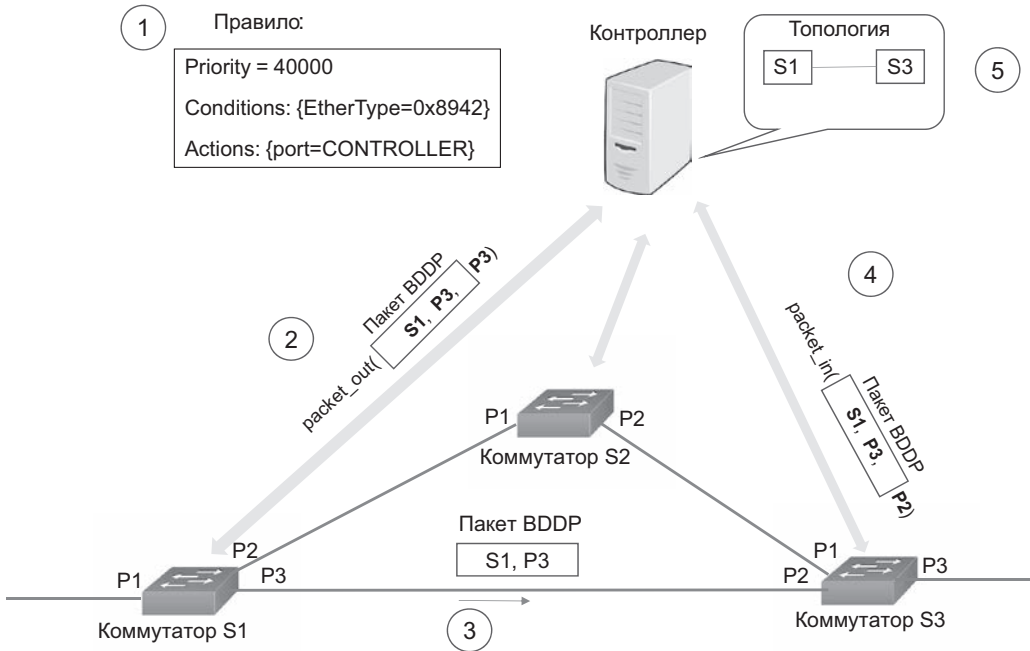 1
Правило:
Priority = 40000
Conditions: {EtherType=0x8942}
Actions: {port=CONTROLLER}
Контроллер
Топология
S1
S3
5
2
Пакет BDDP
packet_out( S1, P3, P3)
4
Пакет BDDP
packet_in( S1, P3, P2)
P1
P2
Коммутатор S2
Пакет BDDP
S1, P3
P1
P2
P3
Коммутатор S1
3
P1
P2
P3
Коммутатор S3